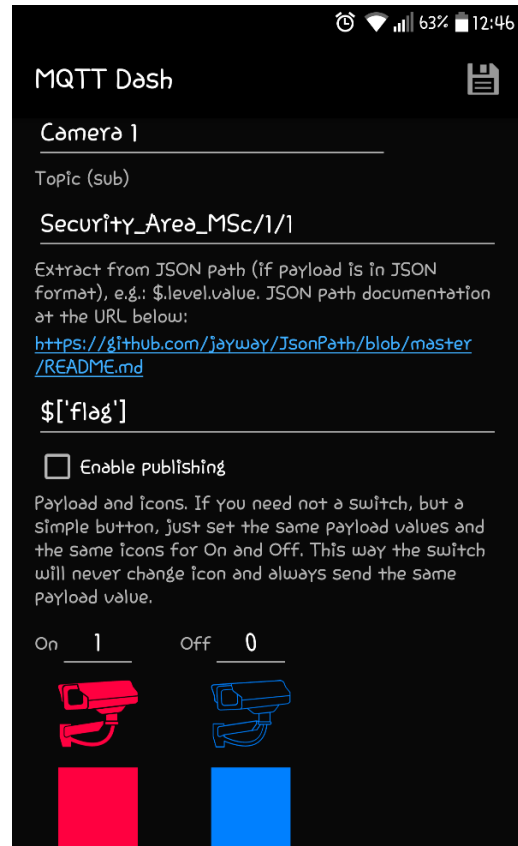 63% 12:46
MQTT Dash
Camera 1
Topic (sub)
Security_Area_MSc/1/1
Extract from JSON path (if payload is in JSON
format), e.g.: $.level.value. JSON path documentation
at the URL below:
https://github.com/jayway/JsonPath/blob/master
/README.md
$['flag']
Enable publishing
Payload and icons. If you need not a switch, but a
simple button, just set the same payload values and
the same icons for On and Off. This way the switch
will never change icon and always send the same
payload value.
On 1 Off 0